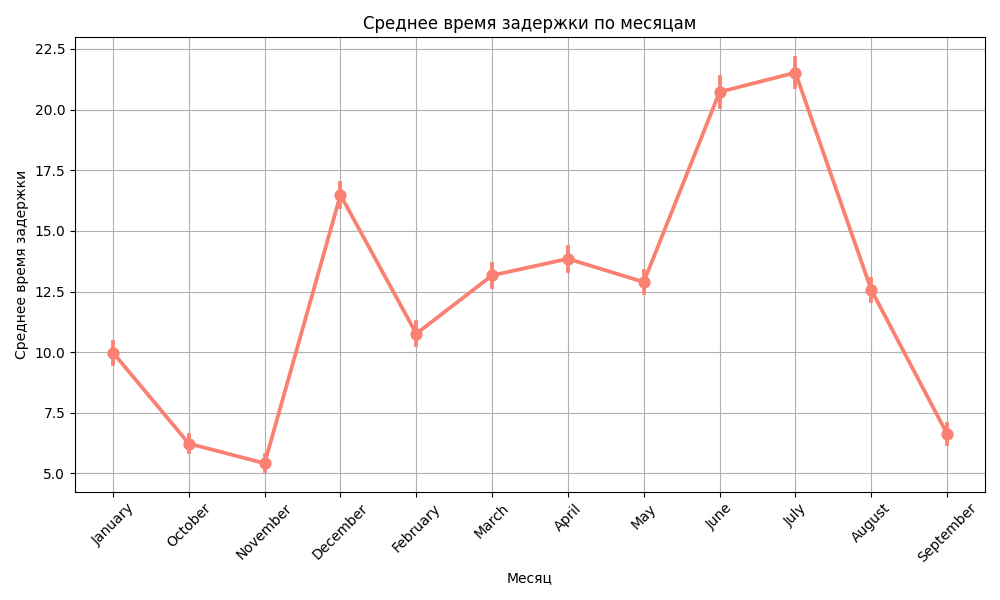 Среднее время задержки по месяцам
Среднее время задержки
22.5
20.0
17.5
15.0
12.5
10.0
7.5
5.0
January
October
November
December
February
March
April
May
June
July
August
September
Месяц